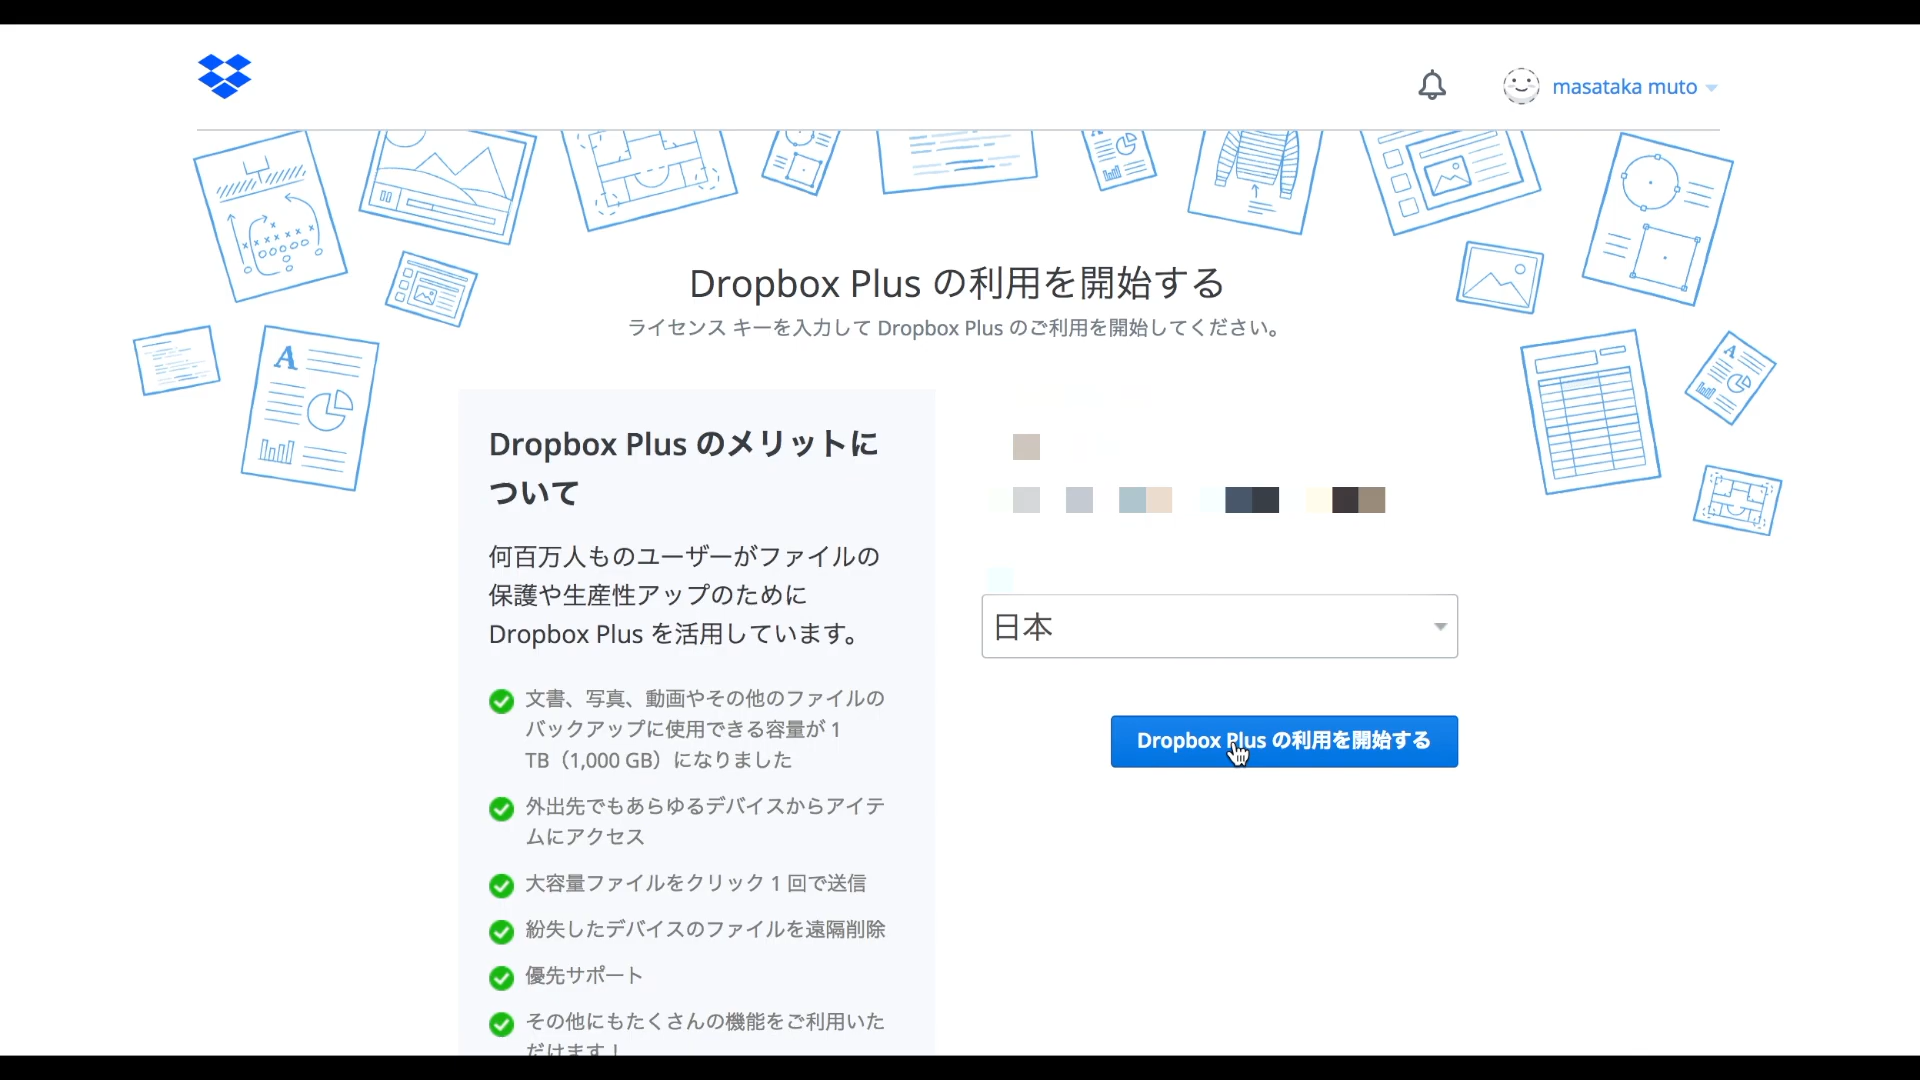 masataka muto
Dropbox Plus の利用を開始する
ライセンス キーを入力して Dropbox Plus のご利用を開始してください。
Dropbox Plus のメリットに
ついて
何百万人ものユーザーがファイルの
保護や生産性アップのために
Dropbox Plus を活用しています。
文書、写真、動画やその他のファイルの
バックアップに使用できる容量が 1
TB（1,000 GB）になりました
外出先でもあらゆるデバイスからアイテ
ムにアクセス
大容量ファイルをクリック 1 回で送信
紛失したデバイスのファイルを遠隔削除
優先サポート
その他にもたくさんの機能をご利用いた
だけます！
日本
Dropbox Plus の利用を開始する